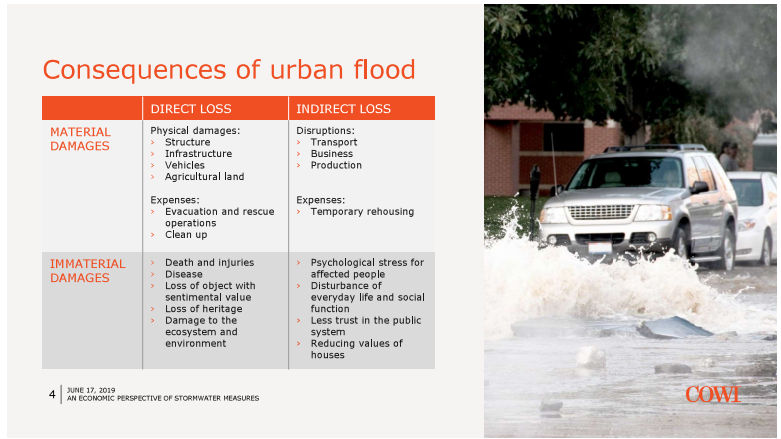 Consequences of urban flood
DIRECT LOSS
INDIRECT LOSS
MATERIAL
DAMAGES
Physical damages:
› Structure
› Infrastructure
› Vehicles
› Agricultural land
Expenses:
› Evacuation and rescue
operations
› Clean up
Disruptions:
› Transport
› Business
› Production
Expenses:
› Temporary rehousing
IMMATERIAL
DAMAGES
› Death and injuries
› Disease
› Loss of object with
sentimental value
› Loss of heritage
› Damage to the
ecosystem and
environment
› Psychological stress for
affected people
› Disturbance of
everyday life and social
function
› Less trust in the public
system
› Reducing values of
houses
4
JUNE 17, 2019
AN ECONOMIC PERSPECTIVE OF STORMWATER MEASURES
COWI